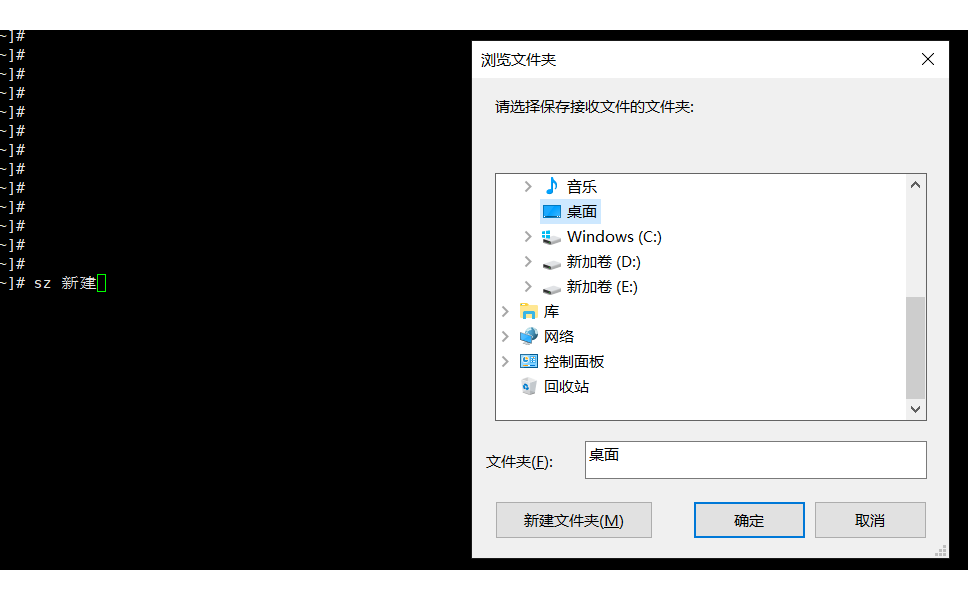 ~]#
~]#
~]#
~]#
~]#
~]#
~]#
~]#
~]#
~]#
~]#
~]#
~]#
~]# sz 新建
浏览文件夹
请选择保存接收文件的文件夹:
音乐
桌面
Windows (C:)
新加卷 (D:)
新加卷 (E:)
库
网络
控制面板
回收站
文件夹(F): 桌面
新建文件夹(M) 确定 取消